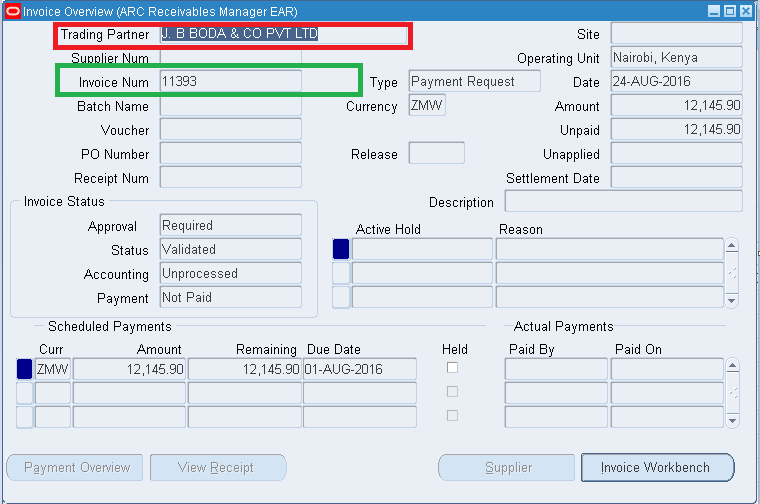 Invoice Overview (ARC Receivables Manager EAR)
Trading Partner J. B BODA & CO PVT LTD Site
Supplier Num Operating Unit Nairobi, Kenya
Invoice Num 11393 Type Payment Request Date 24-AUG-2016
Batch Name Currency ZMW Amount 12,145.90
Voucher Unpaid 12,145.90
PO Number Release Unapplied
Receipt Num Settlement Date
Invoice Status Description
Approval Required Active Hold Reason
Status Validated
Accounting Unprocessed
Payment Not Paid
Scheduled Payments Actual Payments
Curr Amount Remaining Due Date Held Paid By Paid On
ZMW 12,145.90 12,145.90 01-AUG-2016
Payment Overview View Receipt Supplier Invoice Workbench